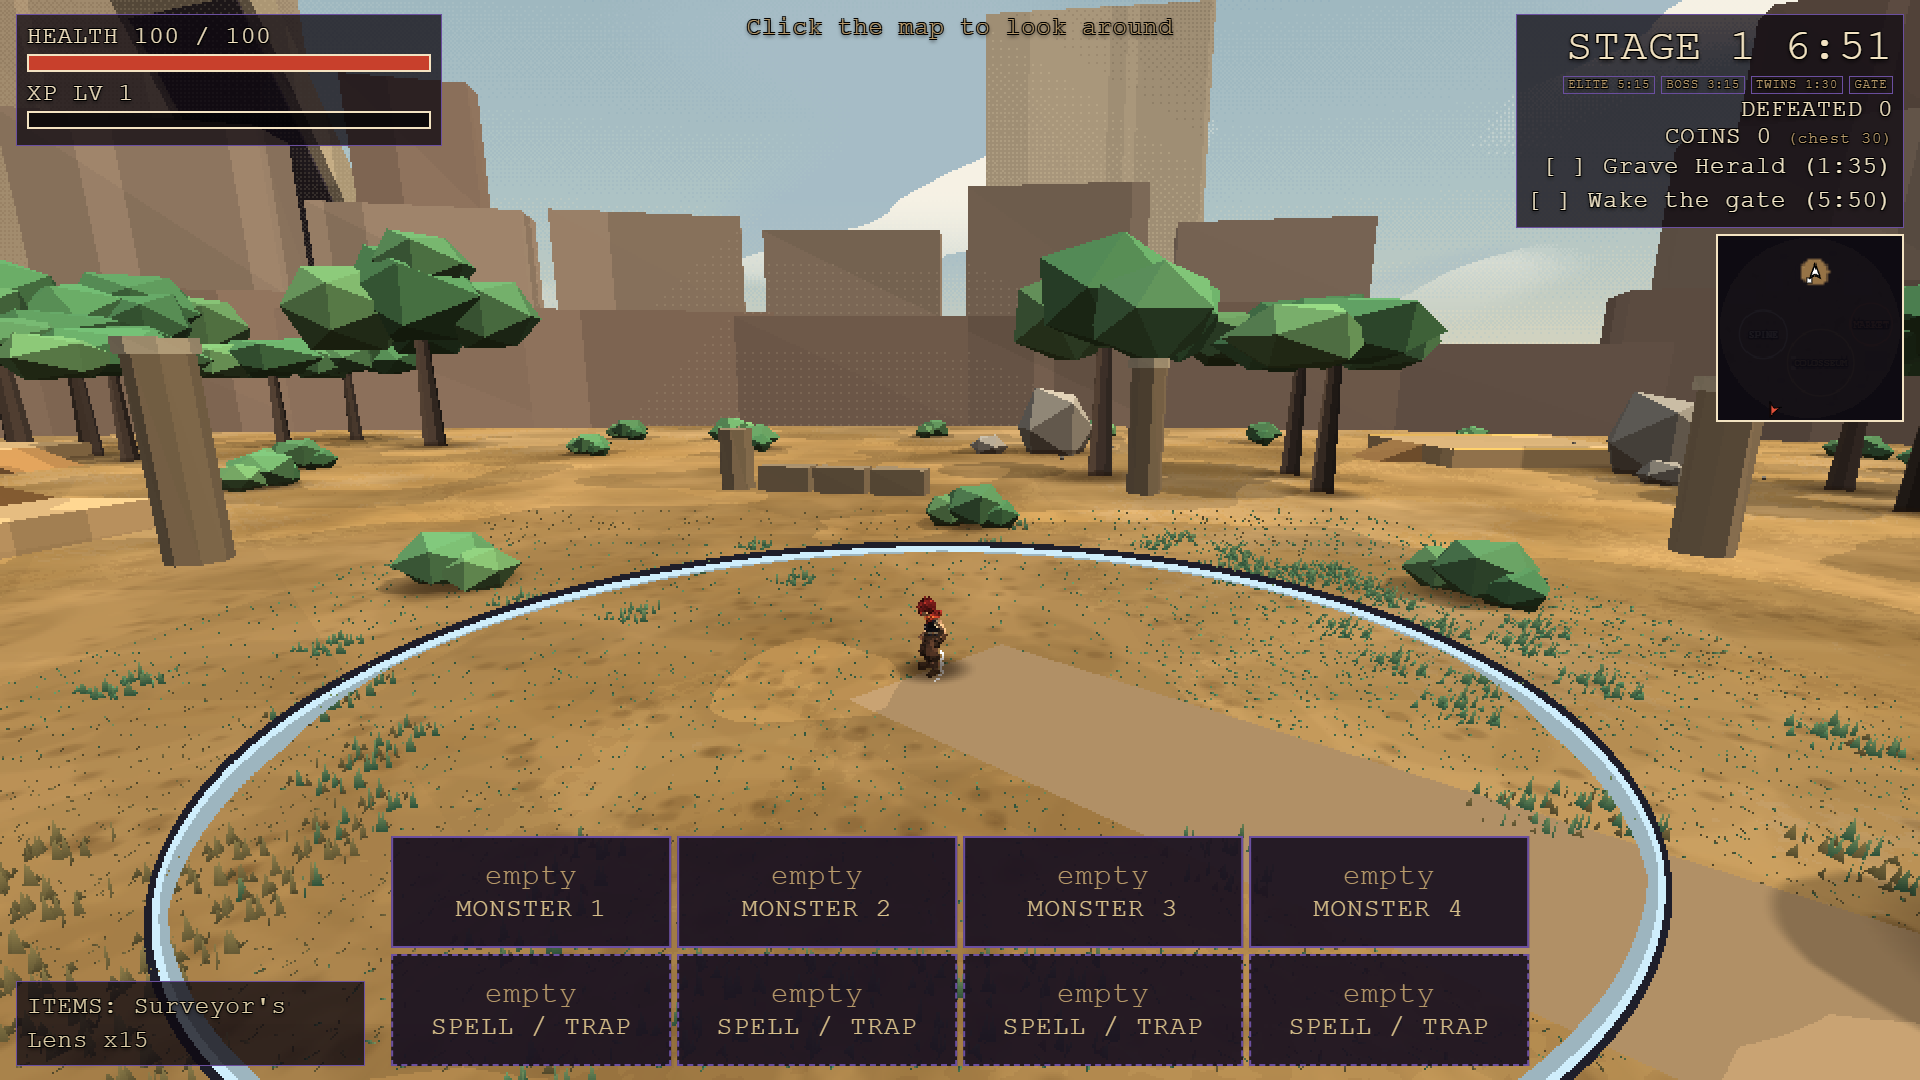 HEALTH 100 / 100
XP LV 1
Click the map to look around
STAGE 1 6:51
ELITE 5:15 BOSS 3:15 TWINS 1:30 GATE
DEFEATED 0
COINS 0 (chest 30)
[ ] Grave Herald (1:35)
[ ] Wake the gate (5:50)
empty
MONSTER 1
empty
MONSTER 2
empty
MONSTER 3
empty
MONSTER 4
empty
SPELL / TRAP
empty
SPELL / TRAP
empty
SPELL / TRAP
empty
SPELL / TRAP
ITEMS: Surveyor's
Lens x15